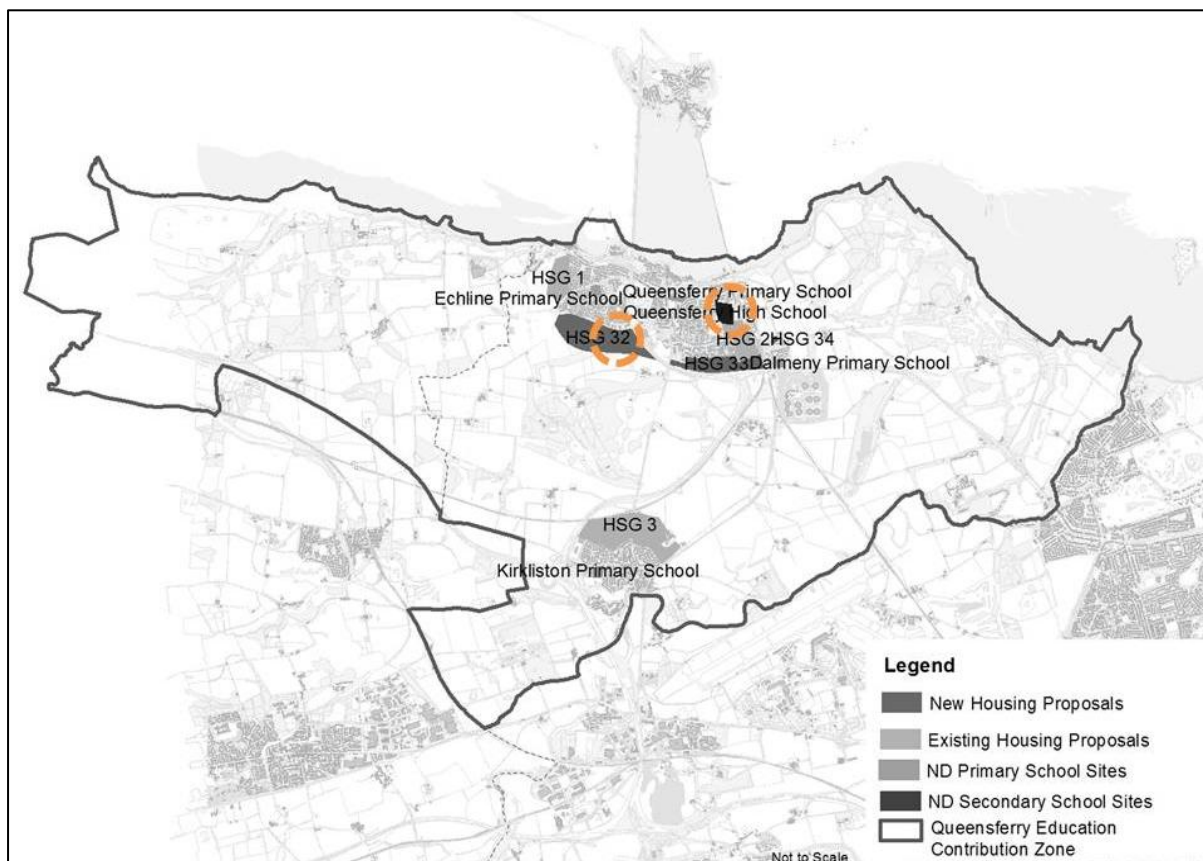 HSG 1
Echline Primary School
Queensferry Primary School
Queensferry High School
HSG 32
HSG 2
HSG 34
HSG 33
Dalmeny Primary School
HSG 3
Kirkliston Primary School
Legend
New Housing Proposals
Existing Housing Proposals
ND Primary School Sites
ND Secondary School Sites
Queensferry Education
Contribution Zone
Not to Scale